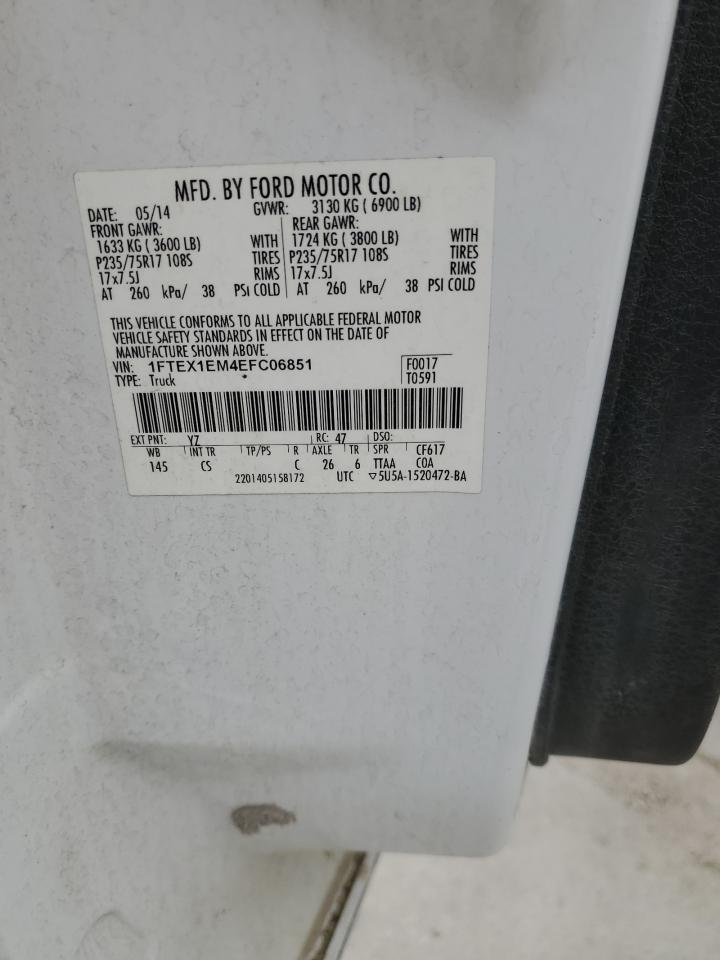 MFD. BY FORD MOTOR CO.
DATE: 05/14 GVWR: 3130 KG ( 6900 LB)
FRONT GAWR: REAR GAWR:
1633 KG ( 3600 LB) WITH 1724 KG ( 3800 LB) WITH
P235/75R17 108S TIRES P235/75R17 108S TIRES
17x7.5J RIMS 17x7.5J RIMS
AT 260 kPa/ 38 PSI COLD AT 260 kPa/ 38 PSI COLD
THIS VEHICLE CONFORMS TO ALL APPLICABLE FEDERAL MOTOR
VEHICLE SAFETY STANDARDS IN EFFECT ON THE DATE OF
MANUFACTURE SHOWN ABOVE.
VIN: 1FTEX1EM4EFC06851 F0017
TYPE: Truck * T0591
EXT PNT: YZ RC: 47 DSO:
WB INT TR TP/PS R AXLE TR SPR CF617
145 CS C 26 6 TTAA COA
2201405158172 UTC ▽5U5A-1520472-BA